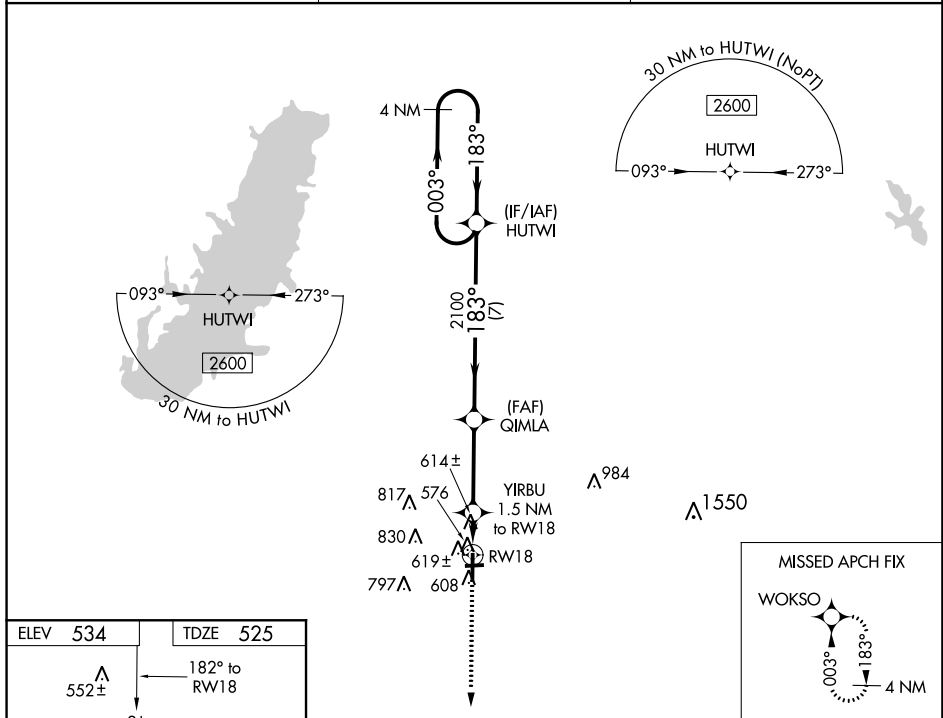 30 NM to HUTWI (NoPT)
2600
HUTWI
093°
273°
4 NM
183°
003°
(IF/IAF)
HUTWI
093°
273°
HUTWI
2600
30 NM to HUTWI
2100
183°
(7)
(FAF)
QIMLA
614±
984
817
576
YIRBU
1.5 NM
to RW18
1550
830
619±
RW18
797
608
MISSED APCH FIX
WOKSO
003°
183°
4 NM
ELEV 534
TDZE 525
552±
182° to
RW18